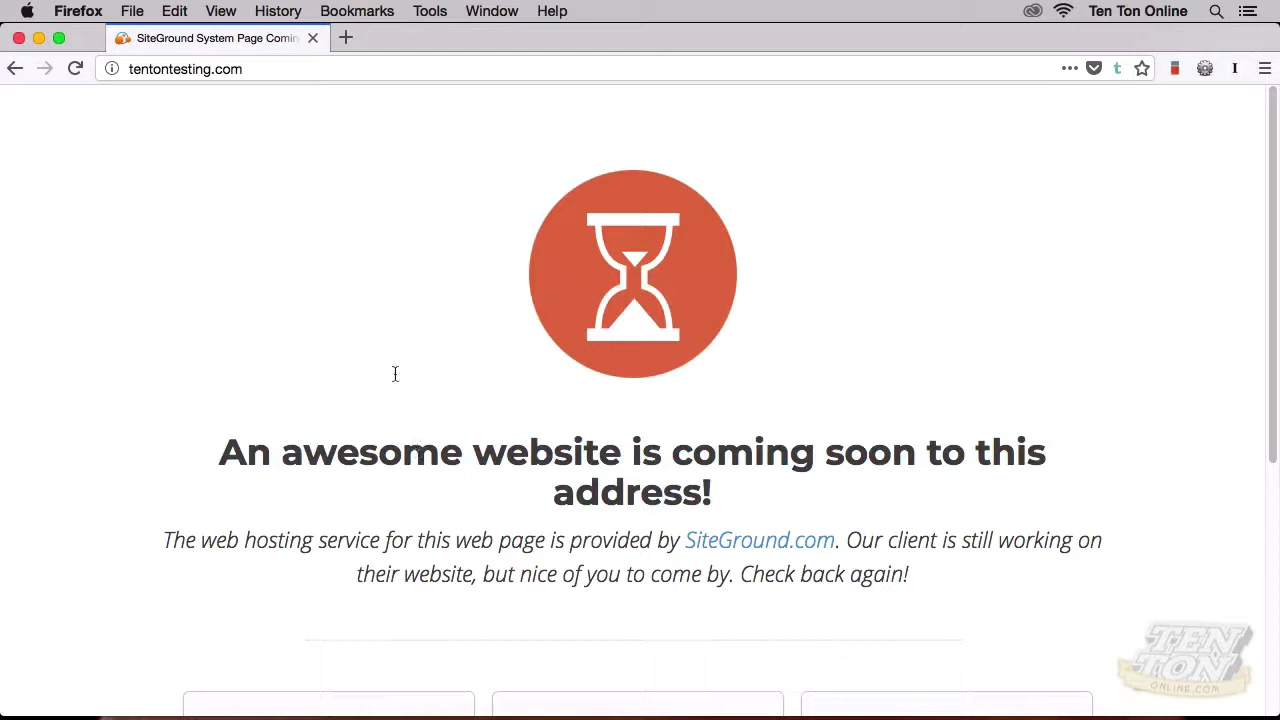 Firefox File Edit View History Bookmarks Tools Window Help Ten Ton Online
SiteGround System Page Comin
tentontesting.com
t
I
An awesome website is coming soon to this
address!
The web hosting service for this web page is provided by SiteGround.com. Our client is still working on
their website, but nice of you to come by. Check back again!
TEN
TON
ONLINE.COM